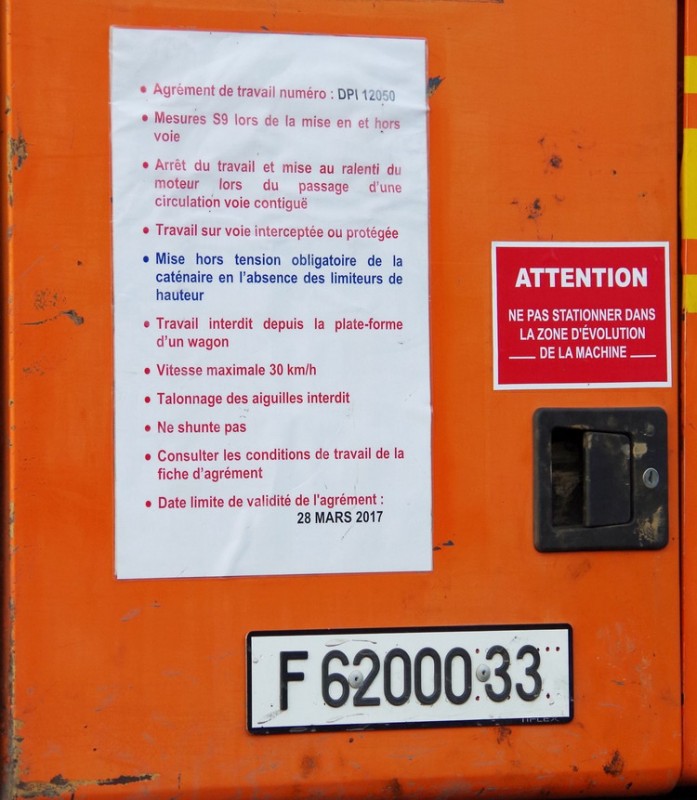 • Agrément de travail numéro : DPI 12050
• Mesures S9 lors de la mise en et hors
voie
• Arrêt du travail et mise au ralenti du
moteur lors du passage d'une
circulation voie contiguë
• Travail sur voie interceptée ou protégée
• Mise hors tension obligatoire de la
caténaire en l'absence des limiteurs de
hauteur
• Travail interdit depuis la plate-forme
d'un wagon
• Vitesse maximale 30 km/h
• Talonnage des aiguilles interdit
• Ne shunte pas
• Consulter les conditions de travail de la
fiche d'agrément
• Date limite de validité de l'agrément :
28 MARS 2017
ATTENTION
NE PAS STATIONNER DANS
LA ZONE D'ÉVOLUTION
DE LA MACHINE
F 62000 33
TIFLEX